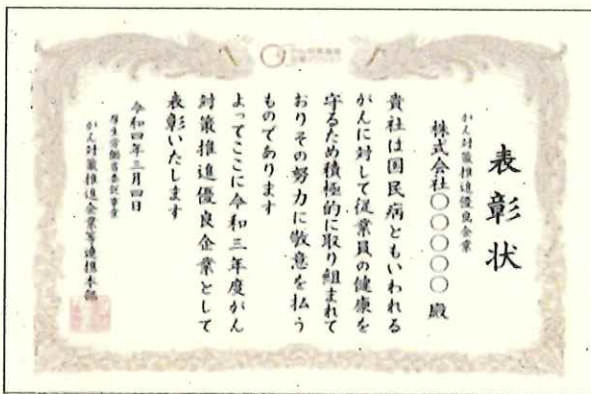 表彰状
がん対策推進優良企業
株式会社〇〇〇〇〇 殿
貴社は国民病ともいわれる
がんに対して従業員の健康を
守るため積極的に取り組まれて
おりその努力に敬意を払う
ものであります
よってここに令和三年度がん
対策推進優良企業として
表彰いたします
令和四年三月四日
厚生労働省委託事業
がん対策推進企業等連携本部